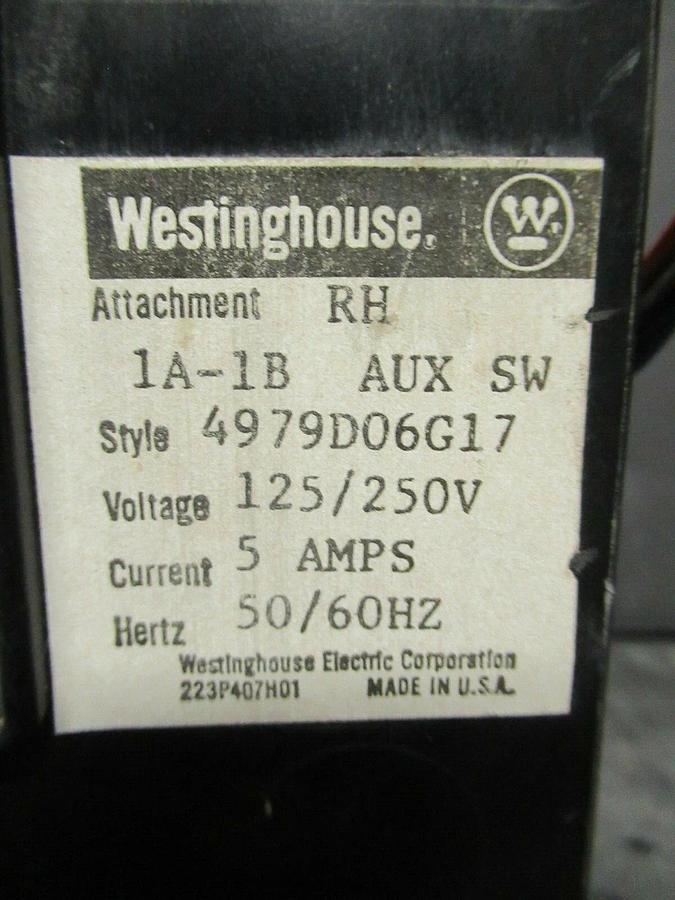 Westinghouse. W
Attachment RH
1A-1B AUX SW
Style 4979D06G17
Voltage 125/250V
Current 5 AMPS
Hertz 50/60HZ
Westinghouse Electric Corporation
223P407H01 MADE IN U.S.A.